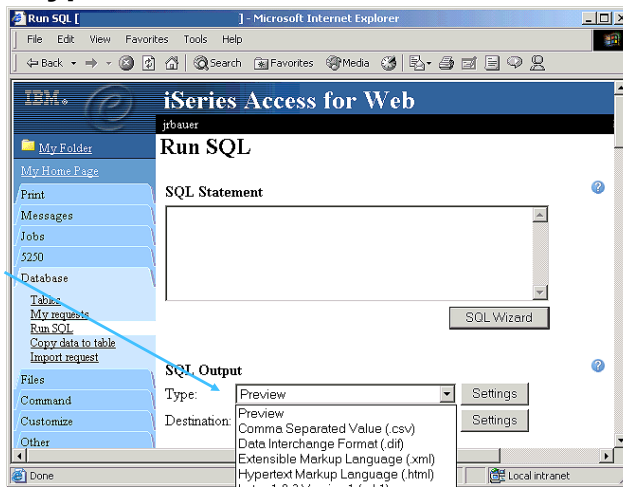 Run SQL [ ] - Microsoft Internet Explorer
File Edit View Favorites Tools Help
Back Search Favorites Media
IBM
iSeries Access for Web
jrbauer
My Folder
My Home Page
Print
Messages
Jobs
5250
Database
Tables
My requests
Run SQL
Copy data to table
Import request
Files
Command
Customize
Other
Run SQL
SQL Statement
SQL Wizard
SQL Output
Type: Preview Settings
Destination: Settings
Preview
Comma Separated Value (.csv)
Data Interchange Format (.dif)
Extensible Markup Language (.xml)
Hypertext Markup Language (.html)
Done Local intranet